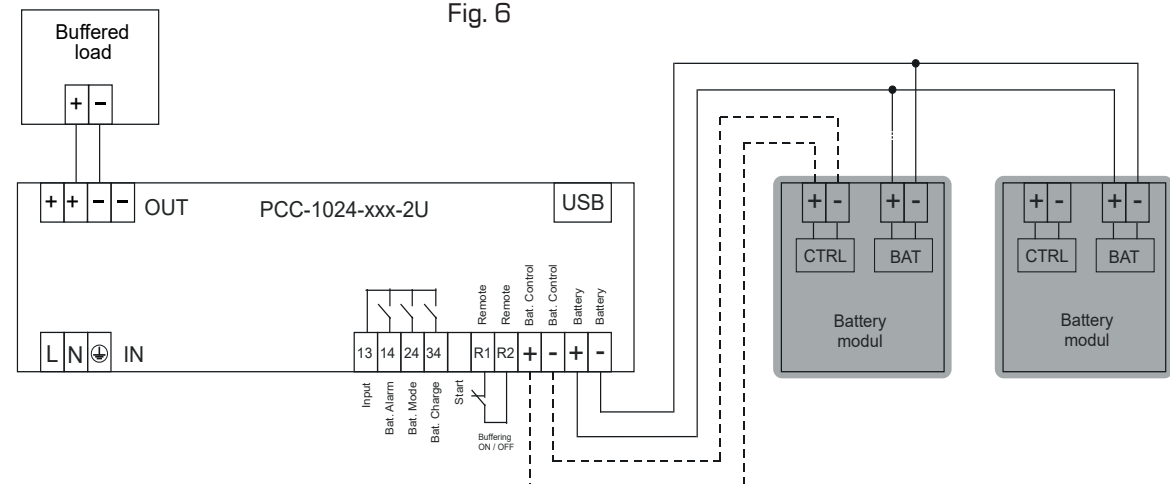 Fig. 6
Buffered
load
+ -
+ + - - OUT
PCC-1024-xxx-2U
USB
L N IN
Remote
Remote
Bat. Control
Bat. Control
Battery
Battery
13 14 24 34 R1 R2 + - + -
Input
Bat. Alarm
Bat. Mode
Bat. Charge
Start
Buffering
ON / OFF
+ - + -
CTRL BAT
Battery
modul
+ - + -
CTRL BAT
Battery
modul